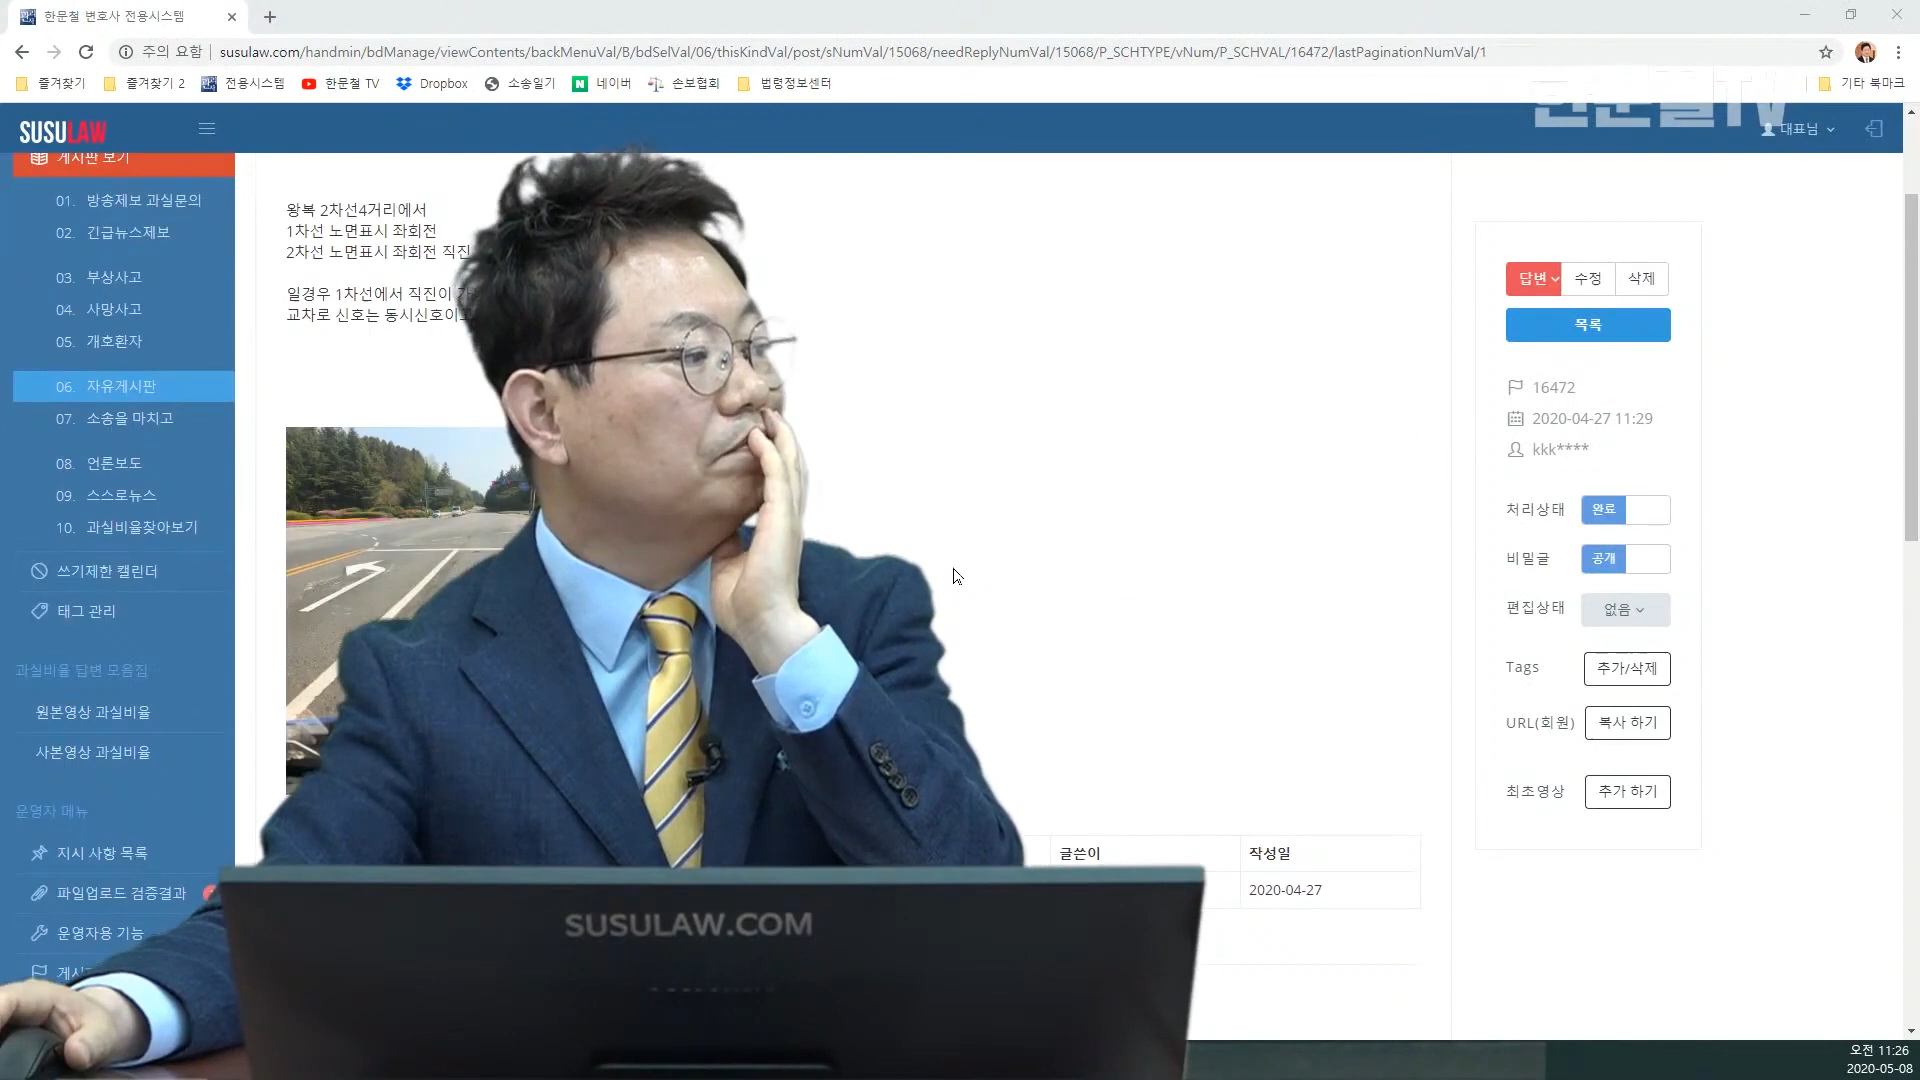 한문철 변호사 전용시스템
주의 요함
susulaw.com/handmin/bdManage/viewContents/backMenuVal/B/bdSelVal/06/thisKindVal/post/sNumVal/15068/needReplyNumVal/15068/P_SCHTYPE/vNum/P_SCHVAL/16472/lastPaginationNumVal/1
즐겨찾기 즐겨찾기 2 전용시스템 한문철 TV Dropbox 소송일기 네이버 손보협회 법령정보센터 기타 북마크
한문철TV
SUSULAW
대표님
게시판 보기
01. 방송제보 과실문의
02. 긴급뉴스제보
03. 부상사고
04. 사망사고
05. 개호환자
06. 자유게시판
07. 소송을 마치고
08. 언론보도
09. 스스로뉴스
10. 과실비율찾아보기
쓰기제한 캘린더
태그 관리
과실비율 답변 모음집
원본영상 과실비율
사본영상 과실비율
운영자 메뉴
지시 사항 목록
파일업로드 검증결과
운영자용 기능
왕복 2차선4거리에서
1차선 노면표시 좌회전
2차선 노면표시 좌회전 직진
일경우 1차선에서 직진이
교차로 신호는
글쓴이 작성일
2020-04-27
답변 수정 삭제
목록
16472
2020-04-27 11:29
kkk****
처리상태 완료
비밀글 공개
편집상태 없음
Tags 추가/삭제
URL(회원) 복사 하기
최초영상 추가 하기
SUSULAW.COM
오전 11:26
2020-05-08